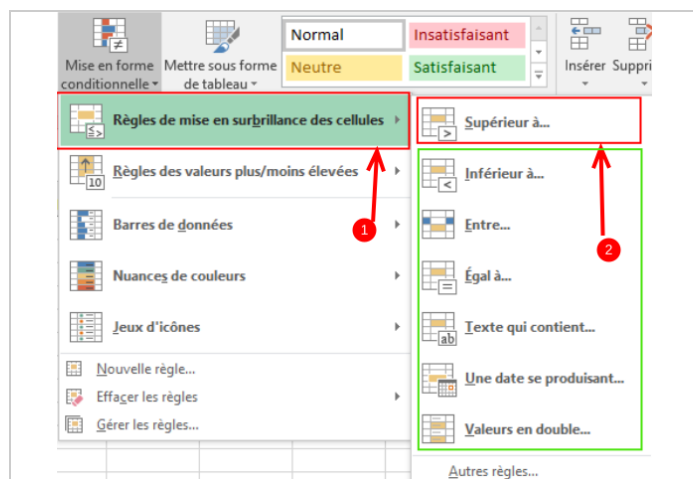 Normal
Insatisfaisant
Mise en forme
conditionnelle
Mettre sous forme
de tableau
Neutre
Satisfaisant
Insérer
Suppri
Règles de mise en surbrillance des cellules
Supérieur à...
10
Règles des valeurs plus/moins élevées
Inférieur à...
1
2
Barres de données
Entre...
Nuances de couleurs
Égal à...
Jeux d'icônes
ab
Texte qui contient...
Nouvelle règle...
Effacer les règles
Une date se produisant...
Gérer les règles...
Valeurs en double...
Autres règles...